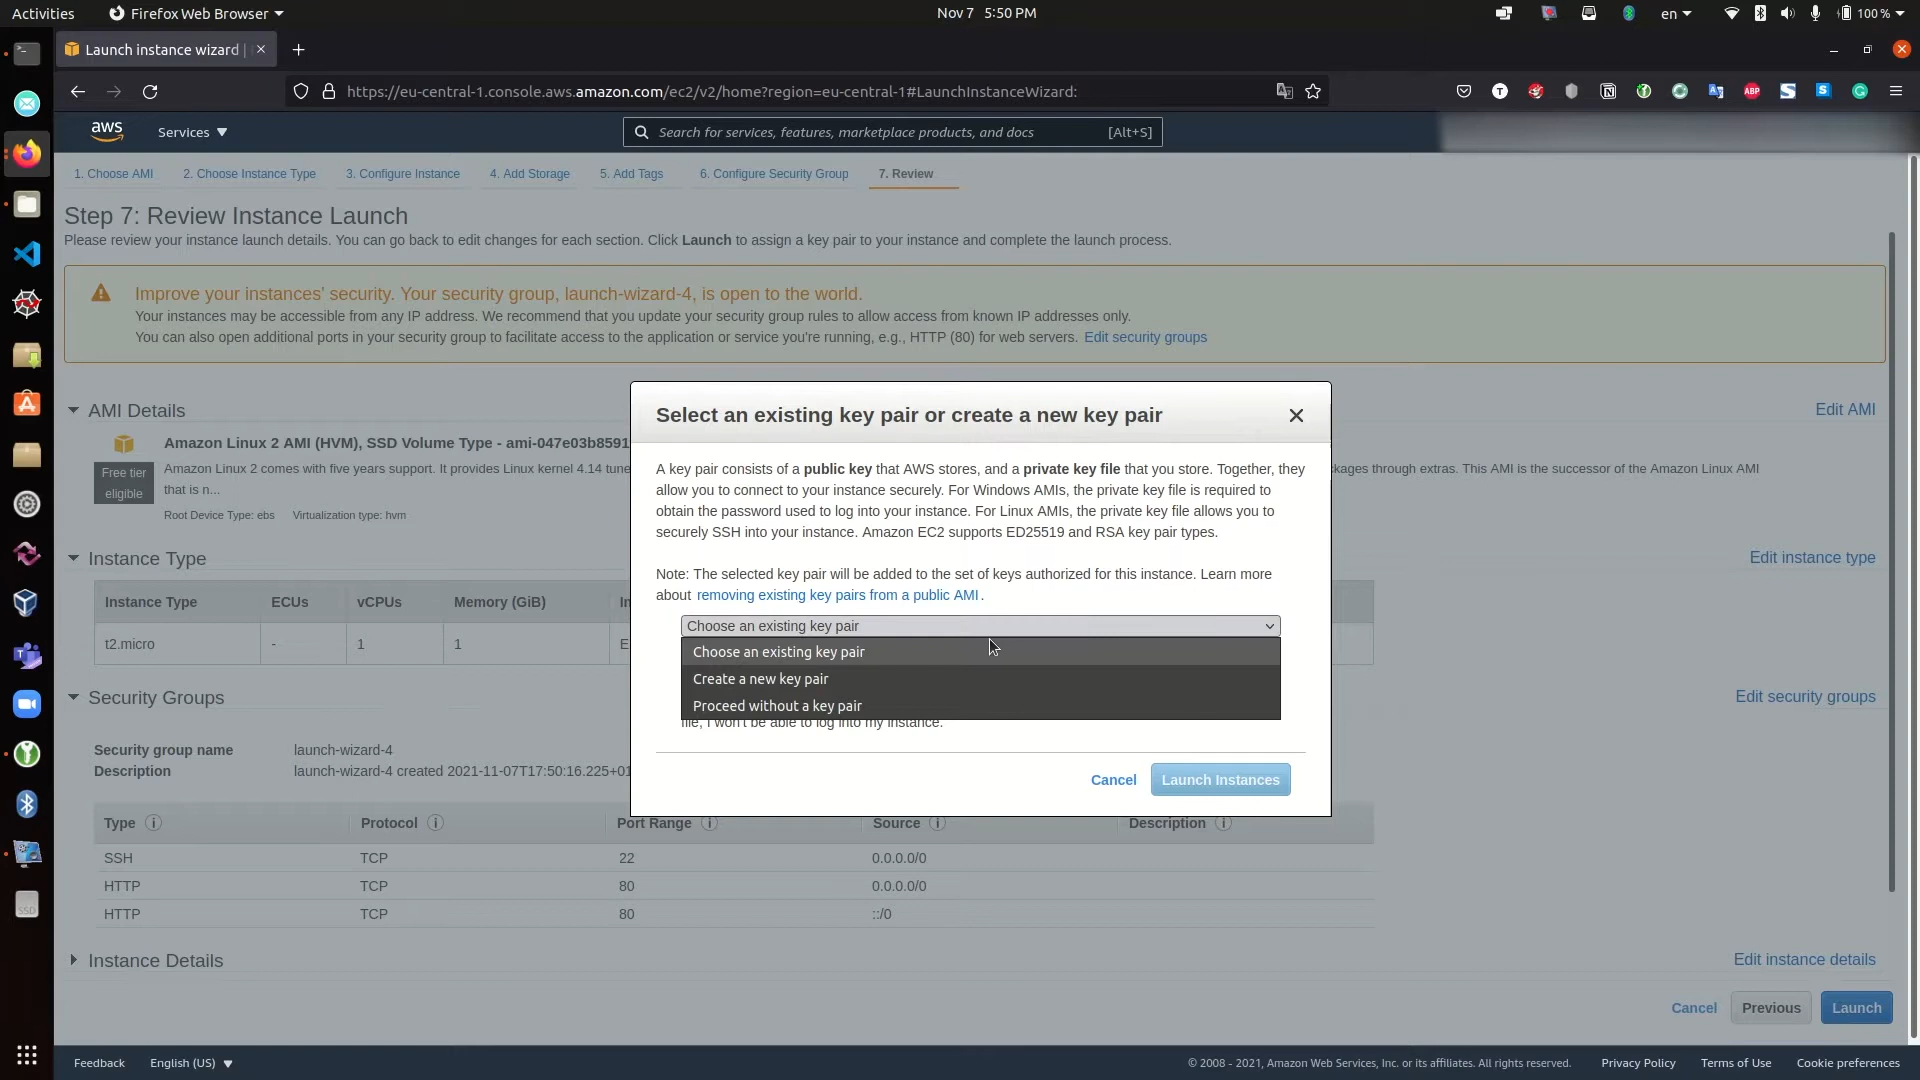 Activities
Firefox Web Browser
Nov 7 5:50 PM
en
100 %
Launch instance wizard |
https://eu-central-1.console.aws.amazon.com/ec2/v2/home?region=eu-central-1#LaunchInstanceWizard:
aws
Services
Search for services, features, marketplace products, and docs
[Alt+S]
1. Choose AMI
2. Choose Instance Type
3. Configure Instance
4. Add Storage
5. Add Tags
6. Configure Security Group
7. Review
Step 7: Review Instance Launch
Please review your instance launch details. You can go back to edit changes for each section. Click Launch to assign a key pair to your instance and complete the launch process.
Improve your instances' security. Your security group, launch-wizard-4, is open to the world.
Your instances may be accessible from any IP address. We recommend that you update your security group rules to allow access from known IP addresses only.
You can also open additional ports in your security group to facilitate access to the application or service you're running, e.g., HTTP (80) for web servers. Edit security groups
AMI Details
Edit AMI
Amazon Linux 2 AMI (HVM), SSD Volume Type - ami-047e03b8591
Free tier eligible
Amazon Linux 2 comes with five years support. It provides Linux kernel 4.14 tune
kages through extras. This AMI is the successor of the Amazon Linux AMI
that is n...
Root Device Type: ebs Virtualization type: hvm
Instance Type
Edit instance type
Instance Type ECUs vCPUs Memory (GiB) In
t2.micro - 1 1 E
Security Groups
Edit security groups
Security group name launch-wizard-4
Description launch-wizard-4 created 2021-11-07T17:50:16.225+01
Type Protocol Port Range Source Description
SSH TCP 22 0.0.0.0/0
HTTP TCP 80 0.0.0.0/0
HTTP TCP 80 ::/0
Instance Details
Edit instance details
Cancel Previous Launch
Select an existing key pair or create a new key pair
A key pair consists of a public key that AWS stores, and a private key file that you store. Together, they
allow you to connect to your instance securely. For Windows AMIs, the private key file is required to
obtain the password used to log into your instance. For Linux AMIs, the private key file allows you to
securely SSH into your instance. Amazon EC2 supports ED25519 and RSA key pair types.
Note: The selected key pair will be added to the set of keys authorized for this instance. Learn more
about removing existing key pairs from a public AMI.
Choose an existing key pair
Choose an existing key pair
Create a new key pair
Proceed without a key pair
file, I won't be able to log into my instance.
Cancel Launch Instances
SSD
Feedback
English (US)
© 2008 - 2021, Amazon Web Services, Inc. or its affiliates. All rights reserved.
Privacy Policy
Terms of Use
Cookie preferences